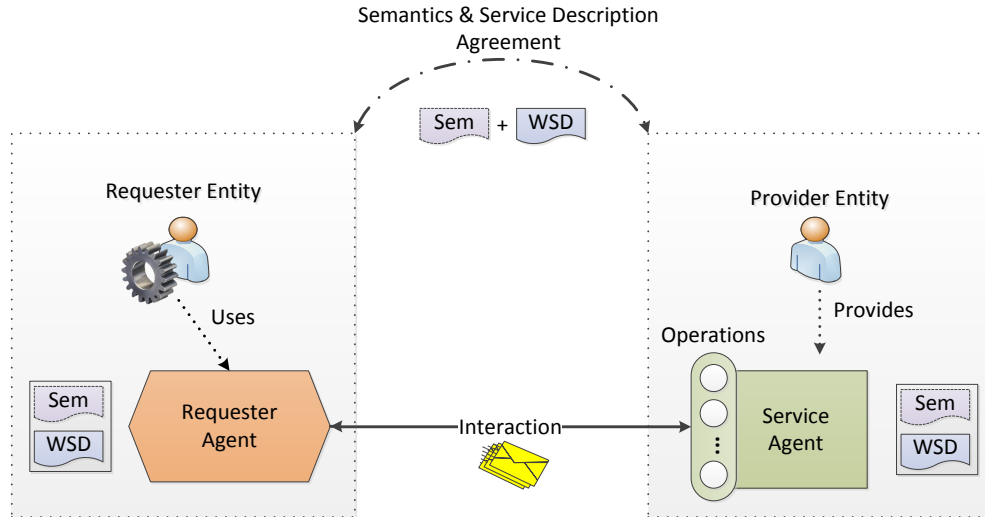 Semantics & Service Description
Agreement
Sem + WSD
Requester Entity
Provider Entity
Uses
Provides
Operations
Sem
WSD
Requester
Agent
Interaction
Service
Agent
Sem
WSD